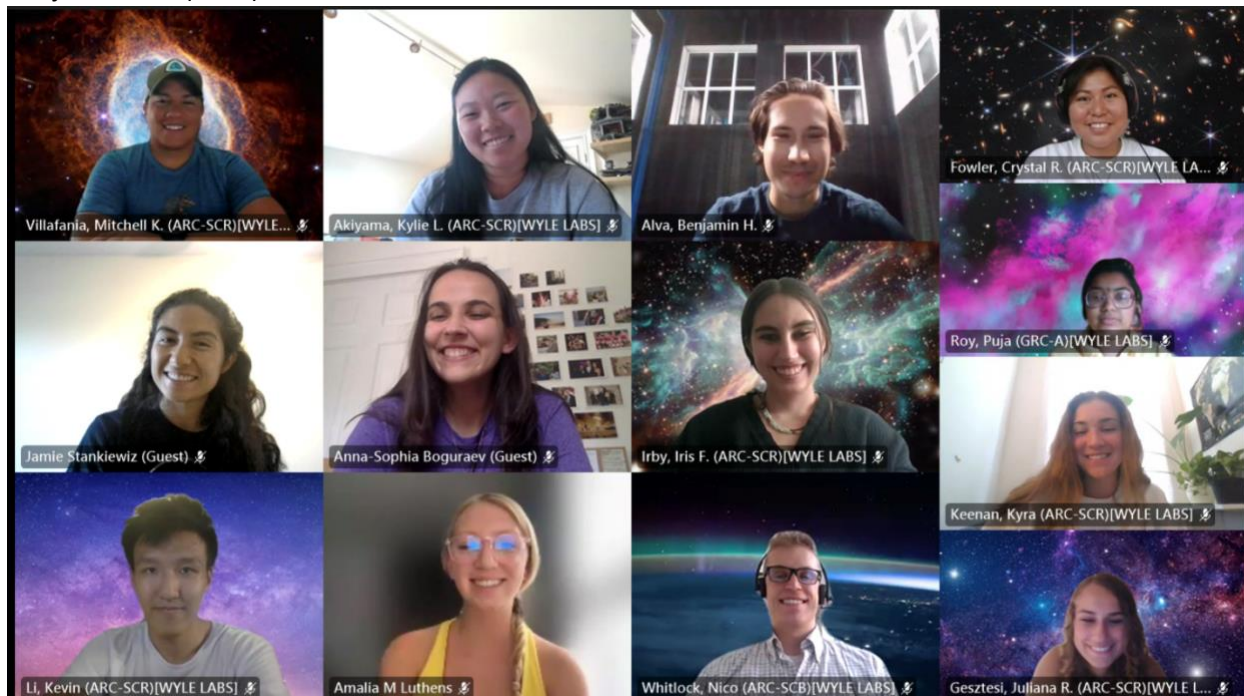 Villafania, Mitchell K. (ARC-SCR)[WYLE...
Akiyama, Kylie L. (ARC-SCR)[WYLE LABS]
Alva, Benjamin H.
Fowler, Crystal R. (ARC-SCR)[WYLE LA...
Roy, Puja (GRC-A)[WYLE LABS]
Jamie Stankiewiz (Guest)
Anna-Sophia Boguraev (Guest)
Irby, Iris F. (ARC-SCR)[WYLE LABS]
Keenan, Kyra (ARC-SCR)[WYLE LABS]
Li, Kevin (ARC-SCR)[WYLE LABS]
Amalia M Luthens
Whitlock, Nico (ARC-SCB)[WYLE LABS]
Gesztesi, Juliana R. (ARC-SCR)[WYLE L...